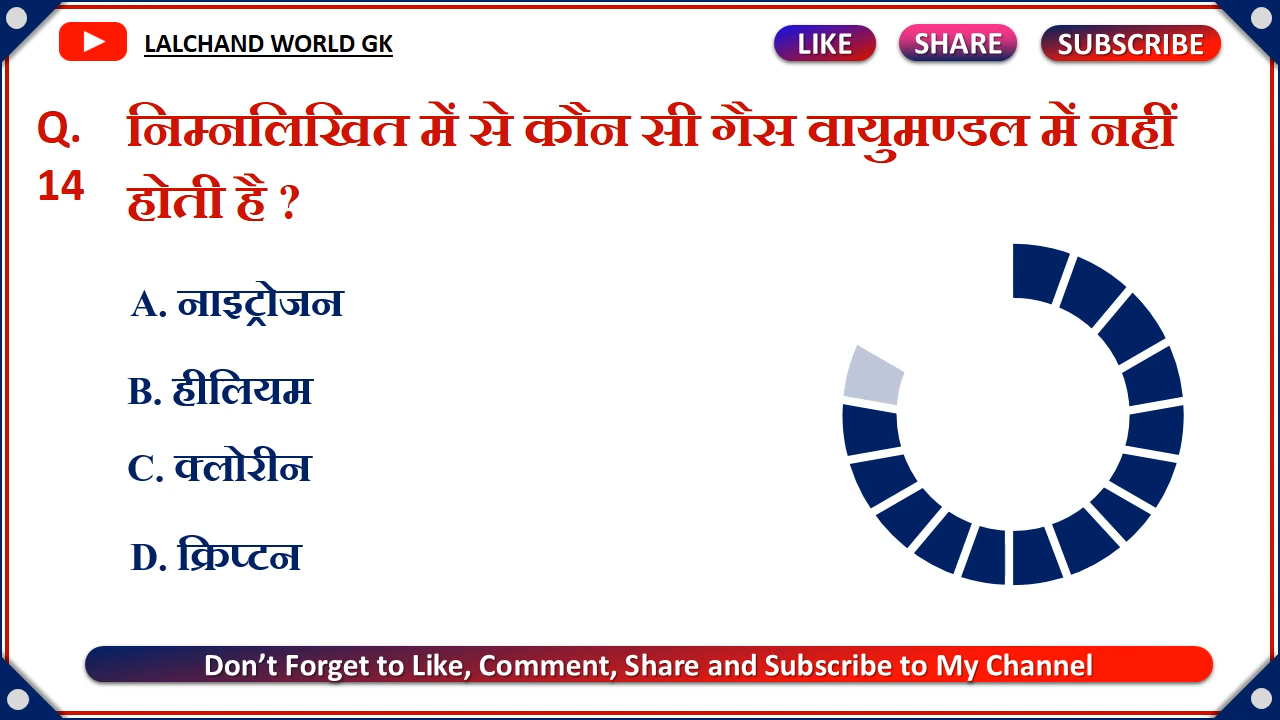 LALCHAND WORLD GK
LIKE
SHARE
SUBSCRIBE
Q. 14
निम्नलिखित में से कौन सी गैस वायुमण्डल में नहीं
होती है ?
A. नाइट्रोजन
B. हीलियम
C. क्लोरीन
D. क्रिप्टन
Don't Forget to Like, Comment, Share and Subscribe to My Channel